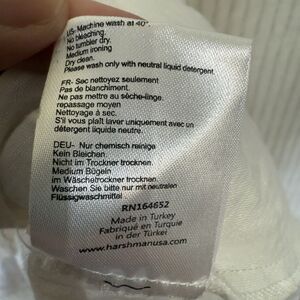 US- Machine wash at 40°.
No bleaching.
No tumbler dry.
Medium ironing
Dry clean.
Please wash only with neutral liquid detergent.
FR- Sec nettoyez seulement
Pas de blanchiment.
Ne pas mettre au sèche-linge.
repassage moyen
Nettoyage à sec.
S'il vous plaît laver uniquement avec un
détergent liquide neutre.
DEU- Nur chemisch reinige
Kein Bleichen.
Nicht im Trockner trocknen.
Medium Bügeln
im Wäschetrockner trocknen.
Waschen Sie bitte nur mit neutralen
Flüssigwaschmittel
RN164652
Made in Turkey
Fabriqué en Turquie
in der Türkei
www.harshmanusa.com